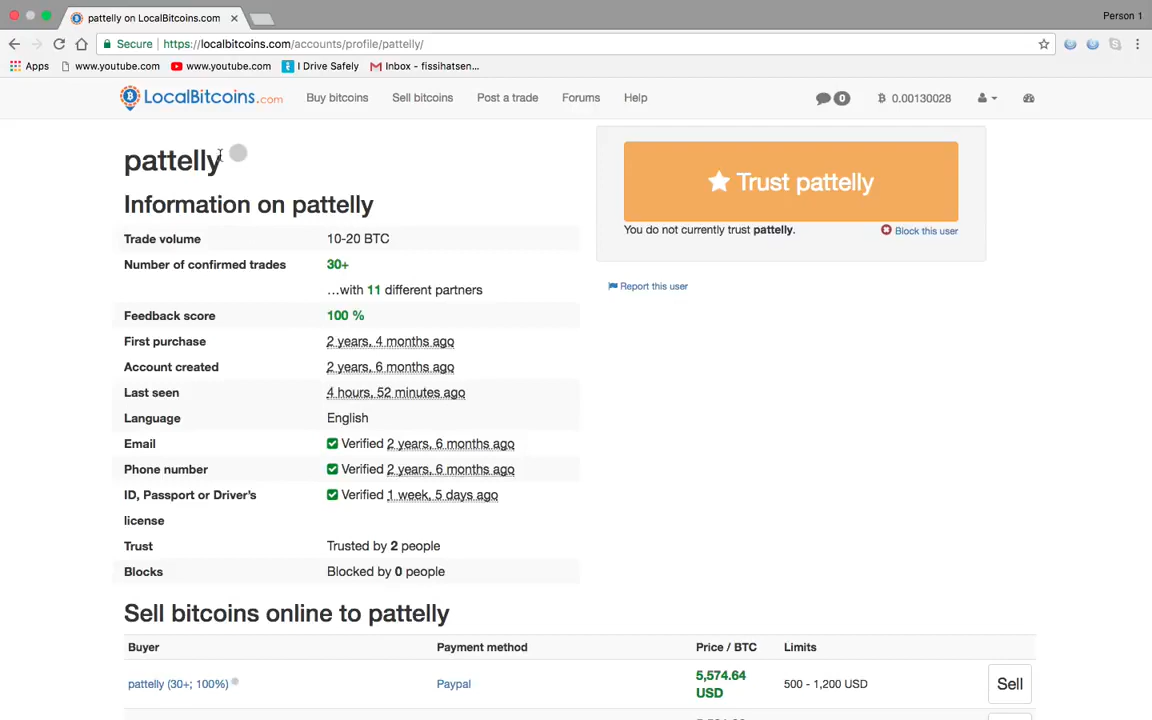 pattelly on LocalBitcoins.com
Person 1
Secure | https://localbitcoins.com/accounts/profile/pattelly/
Apps www.youtube.com www.youtube.com I Drive Safely Inbox - fissihatsen...
LocalBitcoins.com Buy bitcoins Sell bitcoins Post a trade Forums Help 0 0.00130028
pattelly
Trust pattelly
You do not currently trust pattelly. Block this user
Report this user
Information on pattelly
Trade volume 10-20 BTC
Number of confirmed trades 30+
...with 11 different partners
Feedback score 100 %
First purchase 2 years, 4 months ago
Account created 2 years, 6 months ago
Last seen 4 hours, 52 minutes ago
Language English
Email Verified 2 years, 6 months ago
Phone number Verified 2 years, 6 months ago
ID, Passport or Driver's Verified 1 week, 5 days ago
license
Trust Trusted by 2 people
Blocks Blocked by 0 people
Sell bitcoins online to pattelly
Buyer Payment method Price / BTC Limits
pattelly (30+; 100%) Paypal 5,574.64 USD 500 - 1,200 USD Sell